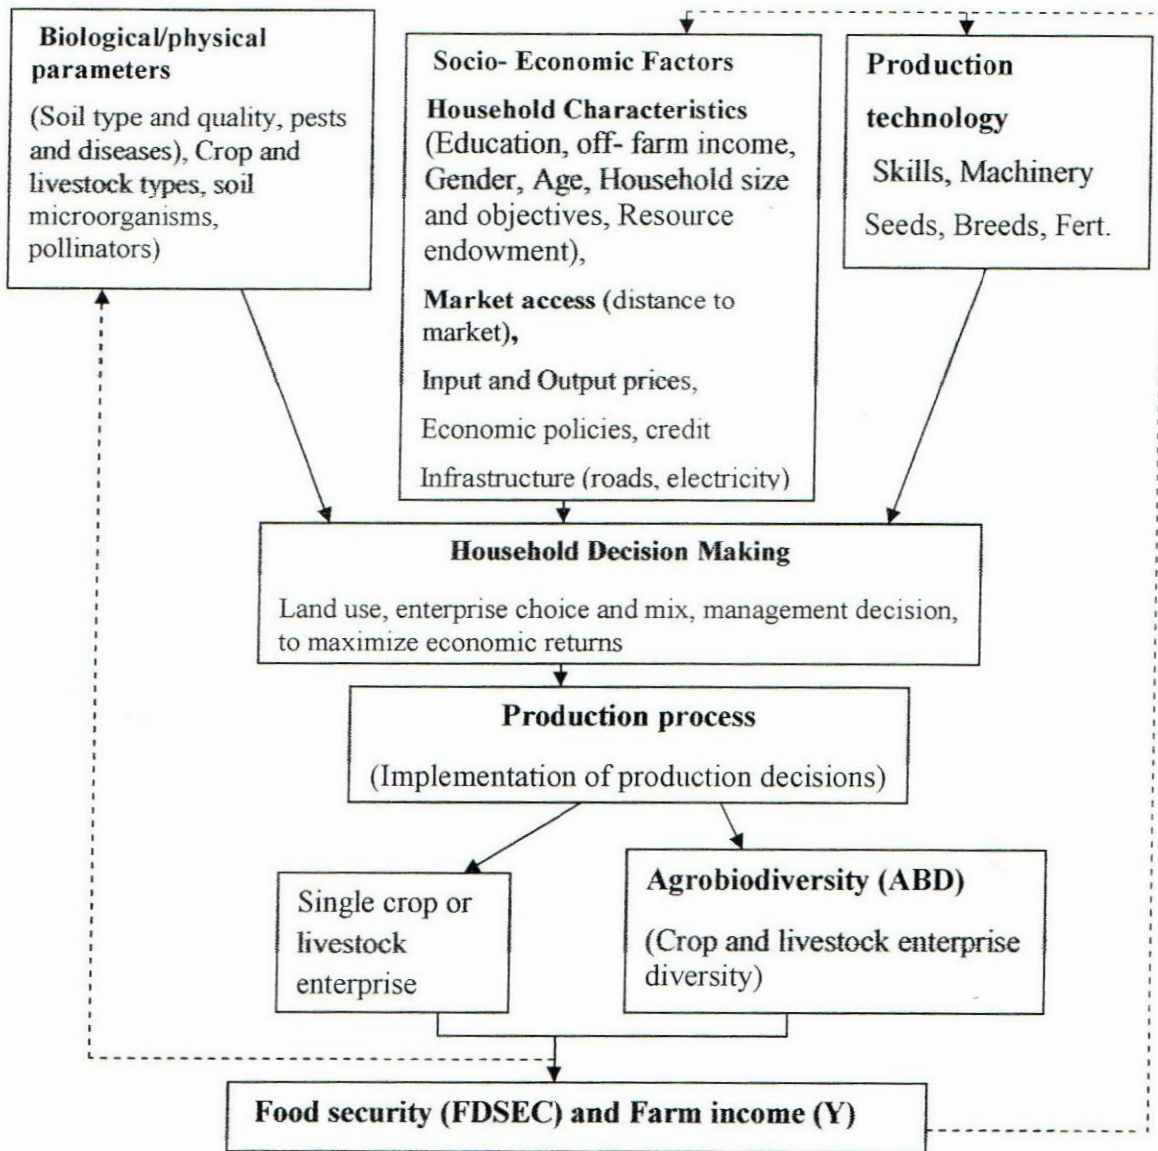 Biological/physical
parameters
(Soil type and quality, pests
and diseases), Crop and
livestock types, soil
microorganisms,
pollinators)
Socio- Economic Factors
Household Characteristics
(Education, off- farm income,
Gender, Age, Household size
and objectives, Resource
endowment),
Market access (distance to
market),
Input and Output prices,
Economic policies, credit
Infrastructure (roads, electricity)
Production
technology
Skills, Machinery
Seeds, Breeds, Fert.
Household Decision Making
Land use, enterprise choice and mix, management decision,
to maximize economic returns
Production process
(Implementation of production decisions)
Single crop or
livestock
enterprise
Agrobiodiversity (ABD)
(Crop and livestock enterprise
diversity)
Food security (FDSEC) and Farm income (Y)